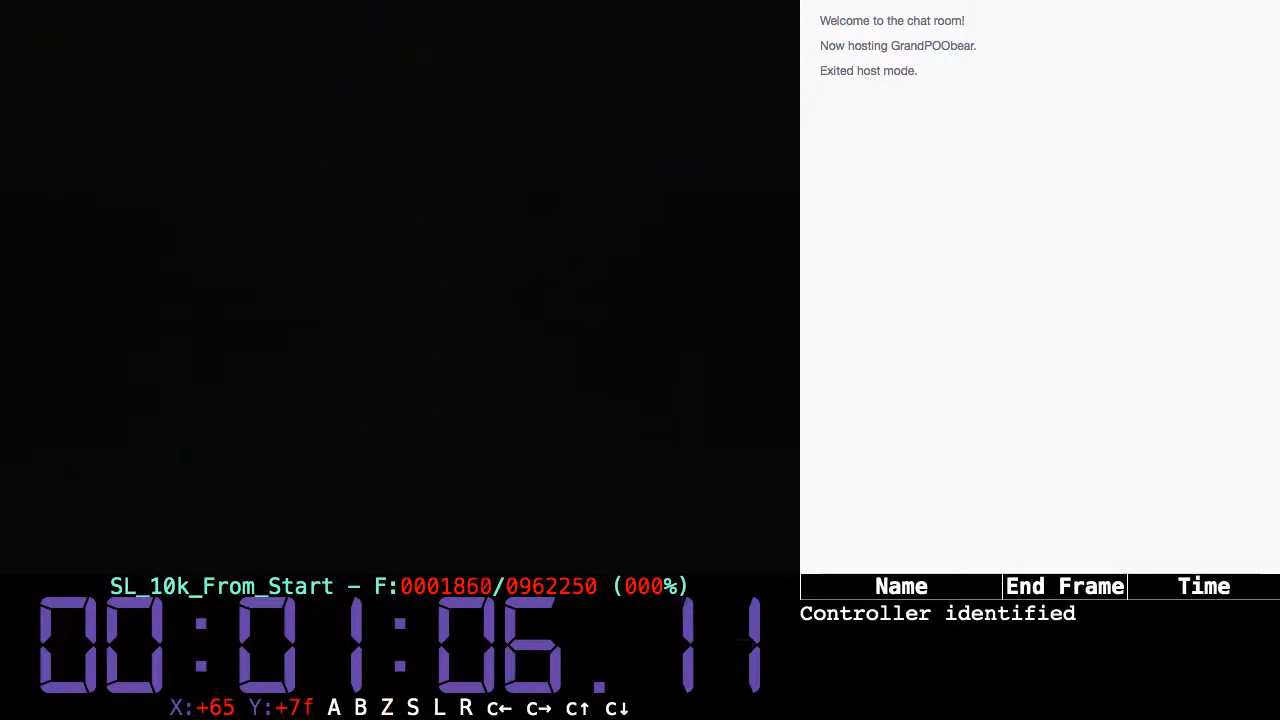 Welcome to the chat room!
Now hosting GrandPOObear.
Exited host mode.
SL_10k_From_Start - F:0001860/0962250 (000%)
00:01:06.11
X:+65 Y:+7f A B Z S L R c← c→ c↑ c↓
Name End Frame Time
Controller identified